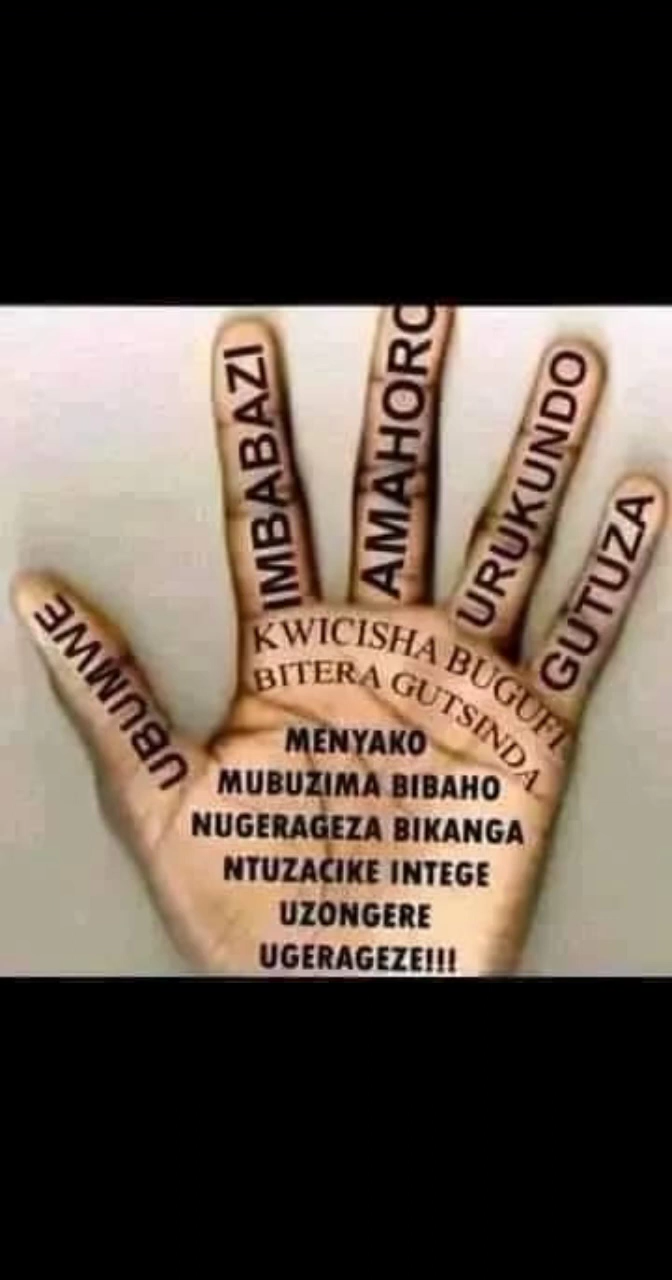 UBUMWE
IMBABAZI
AMAHORO
URUKUNDO
GUTUZA
KWICISHA BUGUFI
BITERA GUTSINDA
MENYAKO
MUBUZIMA BIBAHO
NUGERAGEZA BIKANGA
NTUZACIKE INTEGE
UZONGERE
UGERAGEZE!!!